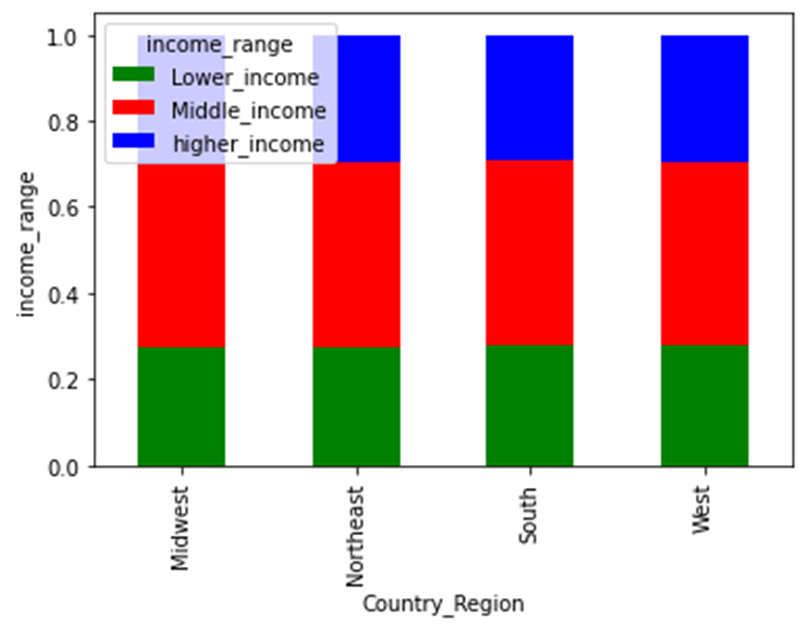 income_range
Lower_income
Middle_income
higher_income
1.0
0.8
0.6
0.4
0.2
0.0
income_range
Midwest
Northeast
South
West
Country_Region